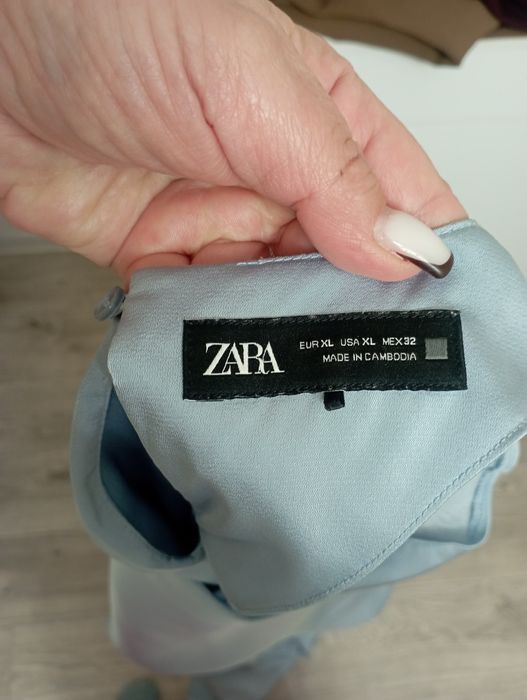 ZARA
EUR XL USA XL MEX 32
MADE IN CAMBODIA